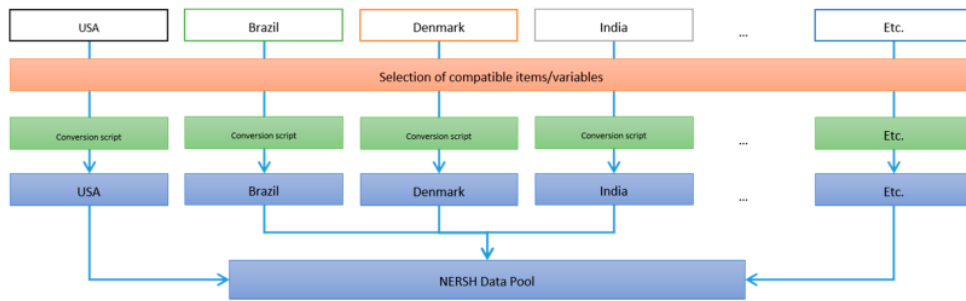 USA Brazil Denmark India ... Etc.
Selection of compatible items/variables
Conversion script Conversion script Conversion script Conversion script ... Etc.
USA Brazil Denmark India ... Etc.
NERSH Data Pool